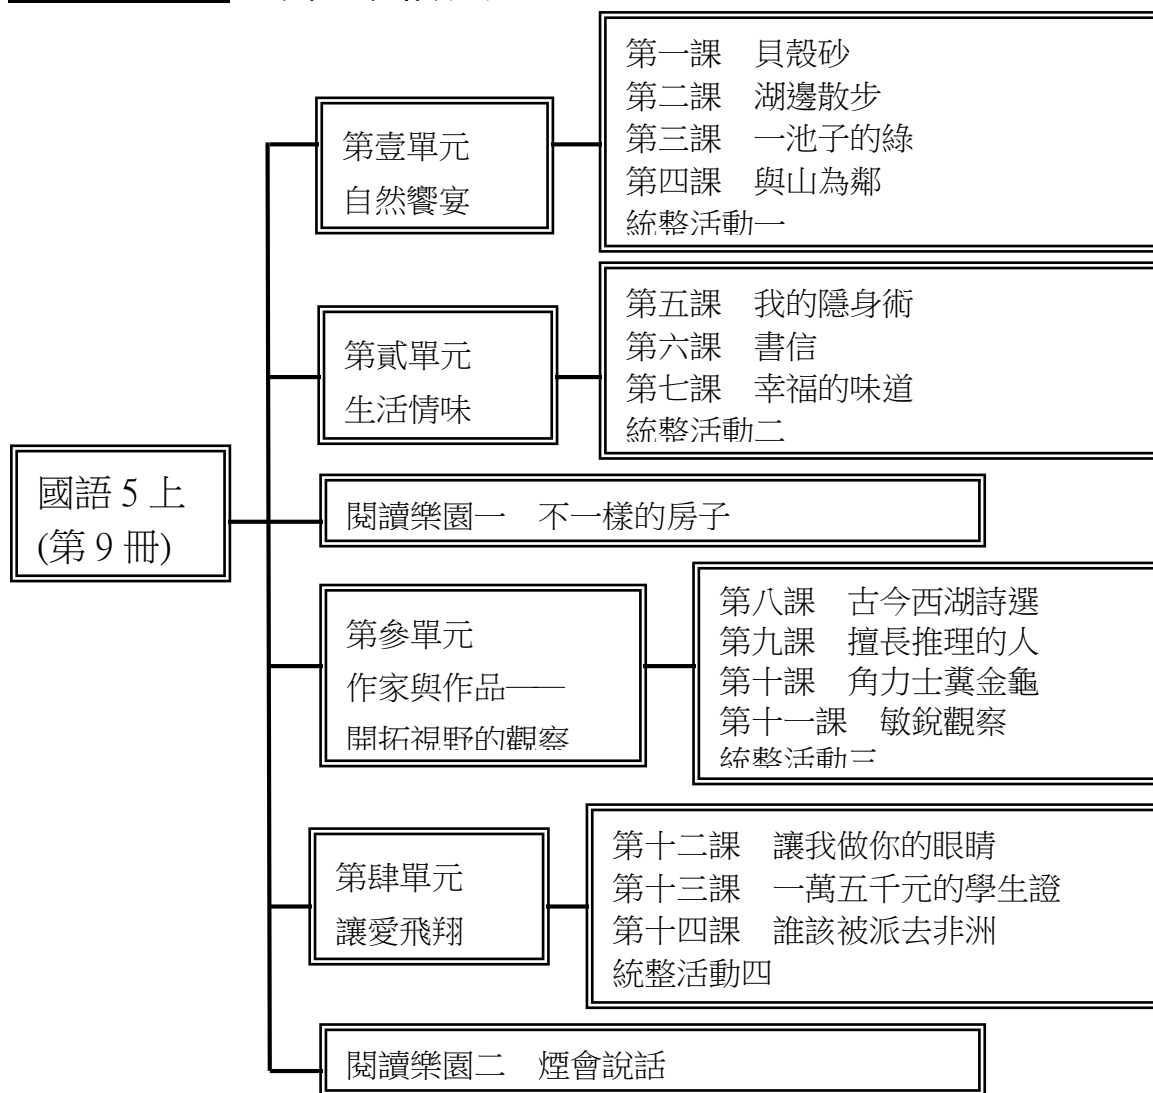 國語 5 上
(第 9 冊)
第壹單元
自然饗宴
第一課　貝殼砂
第二課　湖邊散步
第三課　一池子的綠
第四課　與山為鄰
統整活動一
第貳單元
生活情味
第五課　我的隱身術
第六課　書信
第七課　幸福的味道
統整活動二
閱讀樂園一　不一樣的房子
第參單元
作家與作品──
開拓視野的觀察
第八課　古今西湖詩選
第九課　擅長推理的人
第十課　角力士糞金龜
第十一課　敏銳觀察
統整活動三
第肆單元
讓愛飛翔
第十二課　讓我做你的眼睛
第十三課　一萬五千元的學生證
第十四課　誰該被派去非洲
統整活動四
閱讀樂園二　煙會說話